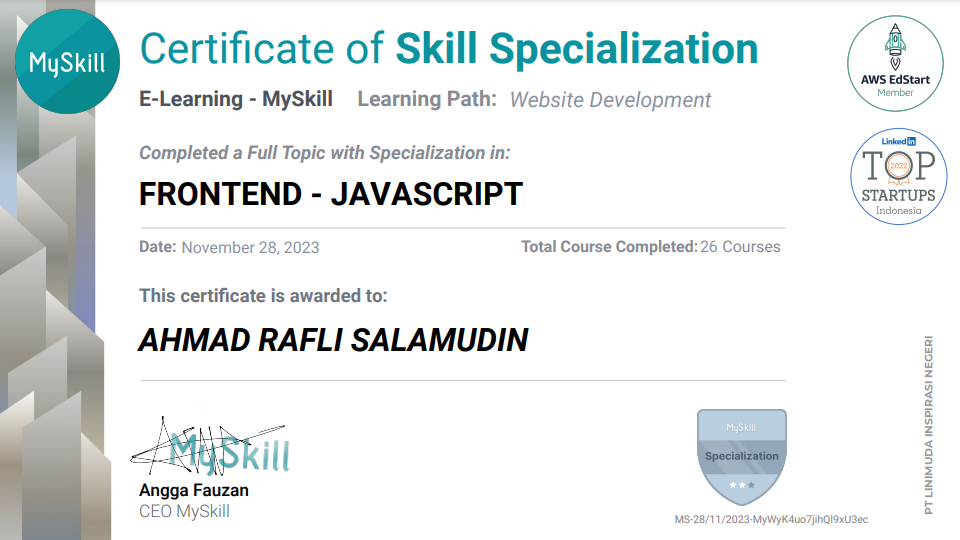 MySkill
Certificate of Skill Specialization
AWS EdStart
Member
E-Learning - MySkill Learning Path: Website Development
LinkedIn
TOP
2022
STARTUPS
Indonesia
Completed a Full Topic with Specialization in:
FRONTEND - JAVASCRIPT
Date: November 28, 2023 Total Course Completed: 26 Courses
This certificate is awarded to:
AHMAD RAFLI SALAMUDIN
MySkill
Angga Fauzan
CEO MySkill
MySkill
Specialization
MS-28/11/2023-MyWyK4uo7jihQl9xU3ec
PT LINIMUDA INSPIRASI NEGERI